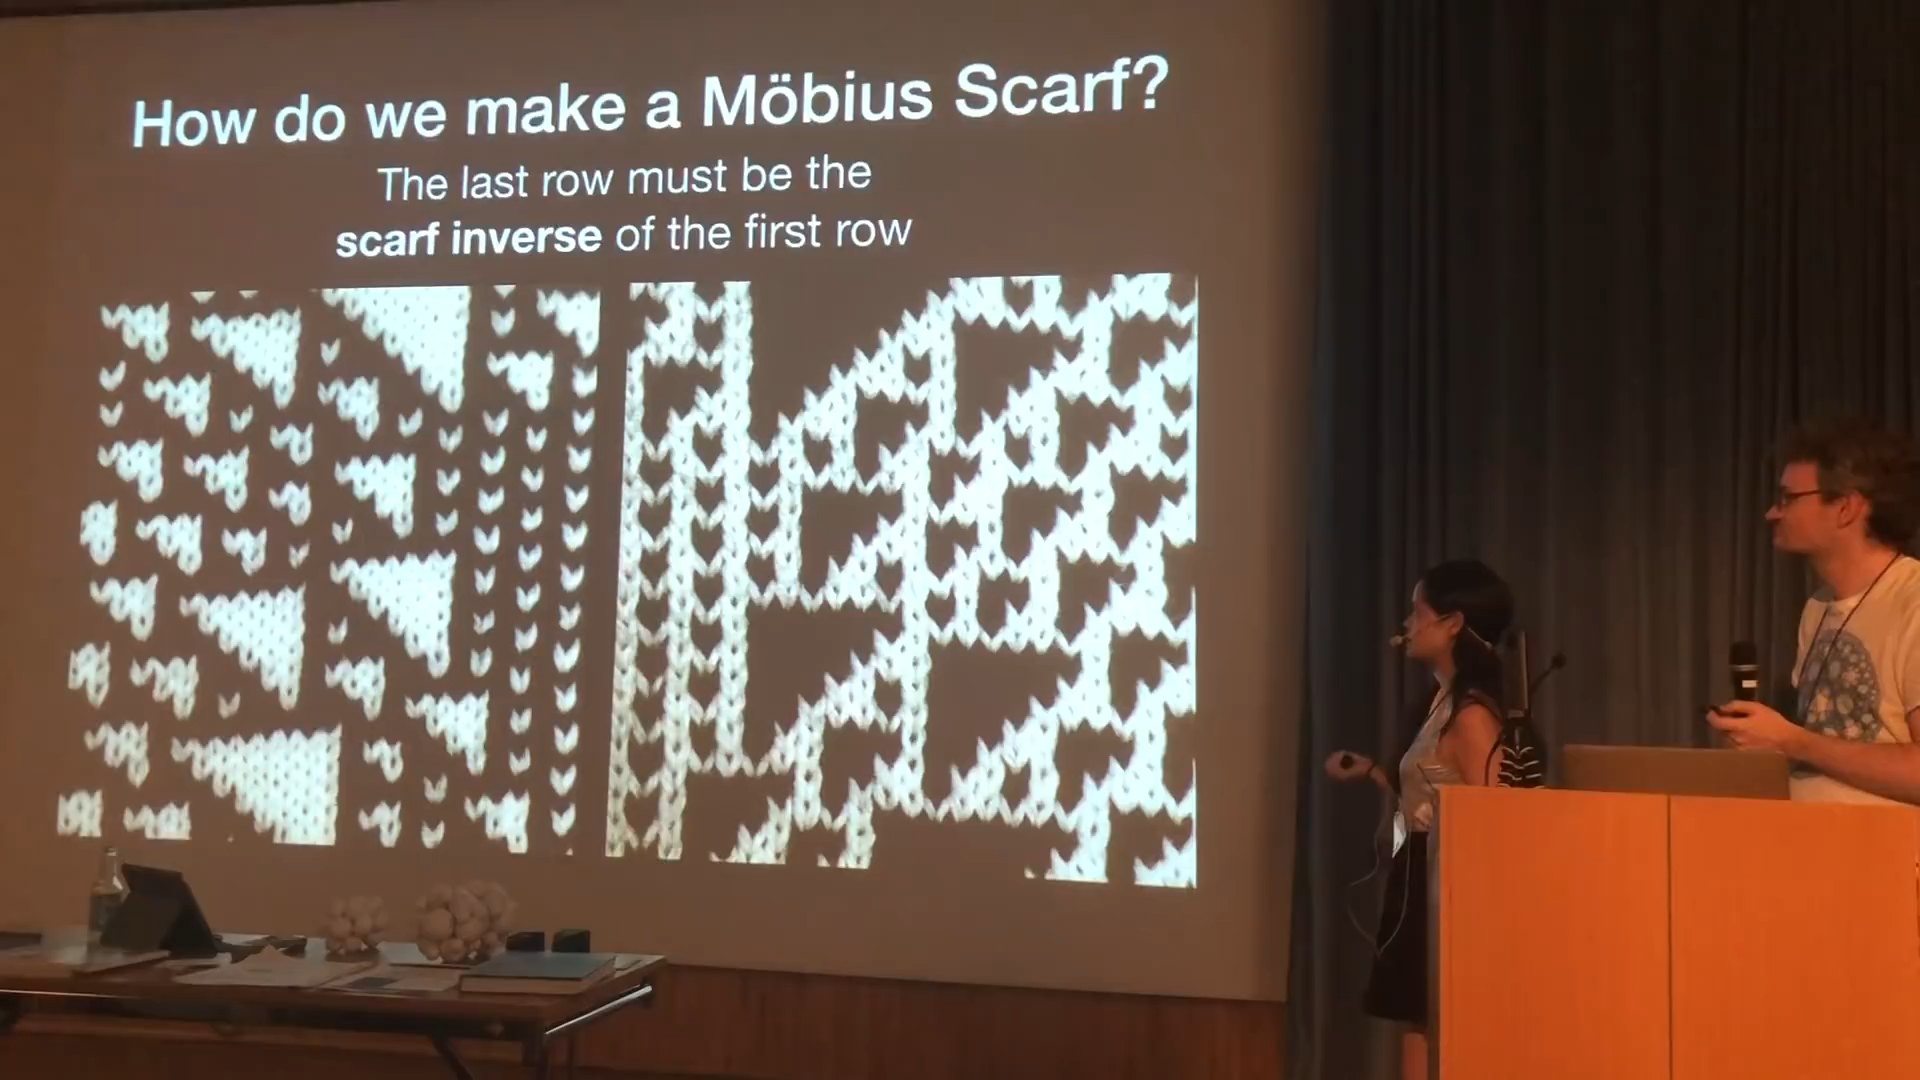 How do we make a Möbius Scarf?
The last row must be the
scarf inverse of the first row